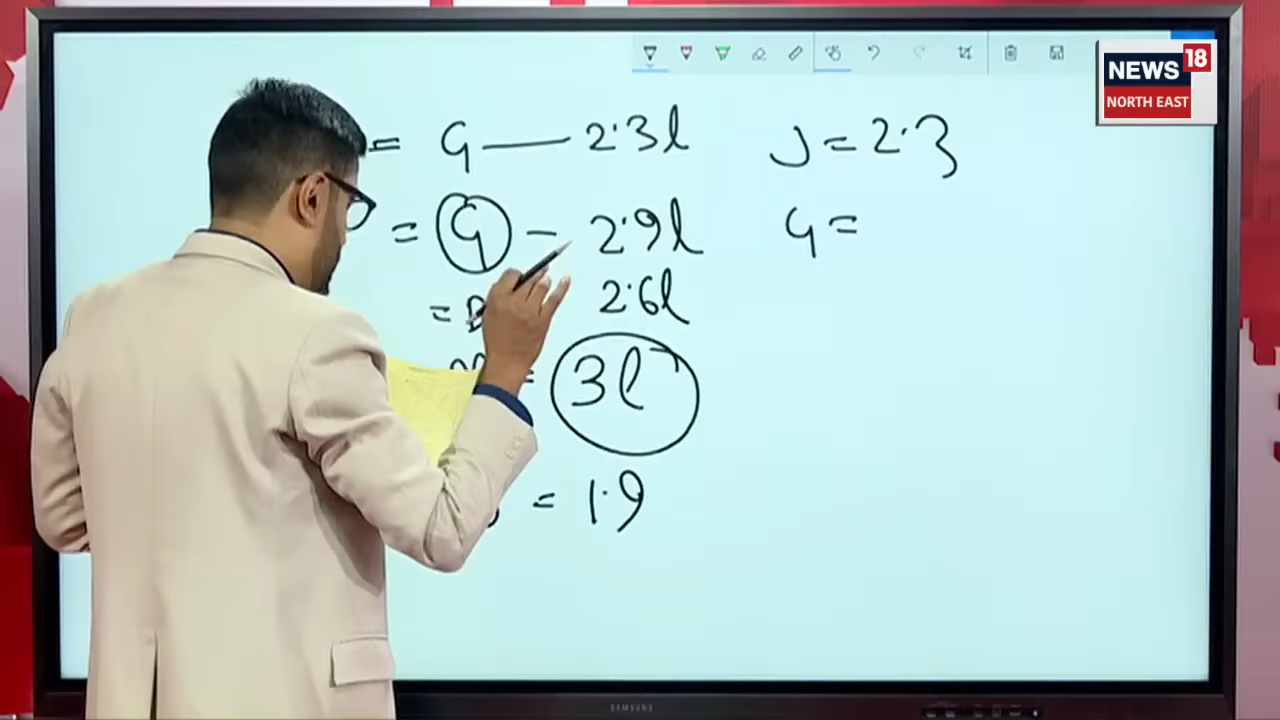 NEWS 18
NORTH EAST
= G — 2.3l
J = 2.3
= G - 2.9l
G =
= B 2.6l
= 3l
= 1.9
SAMSUNG